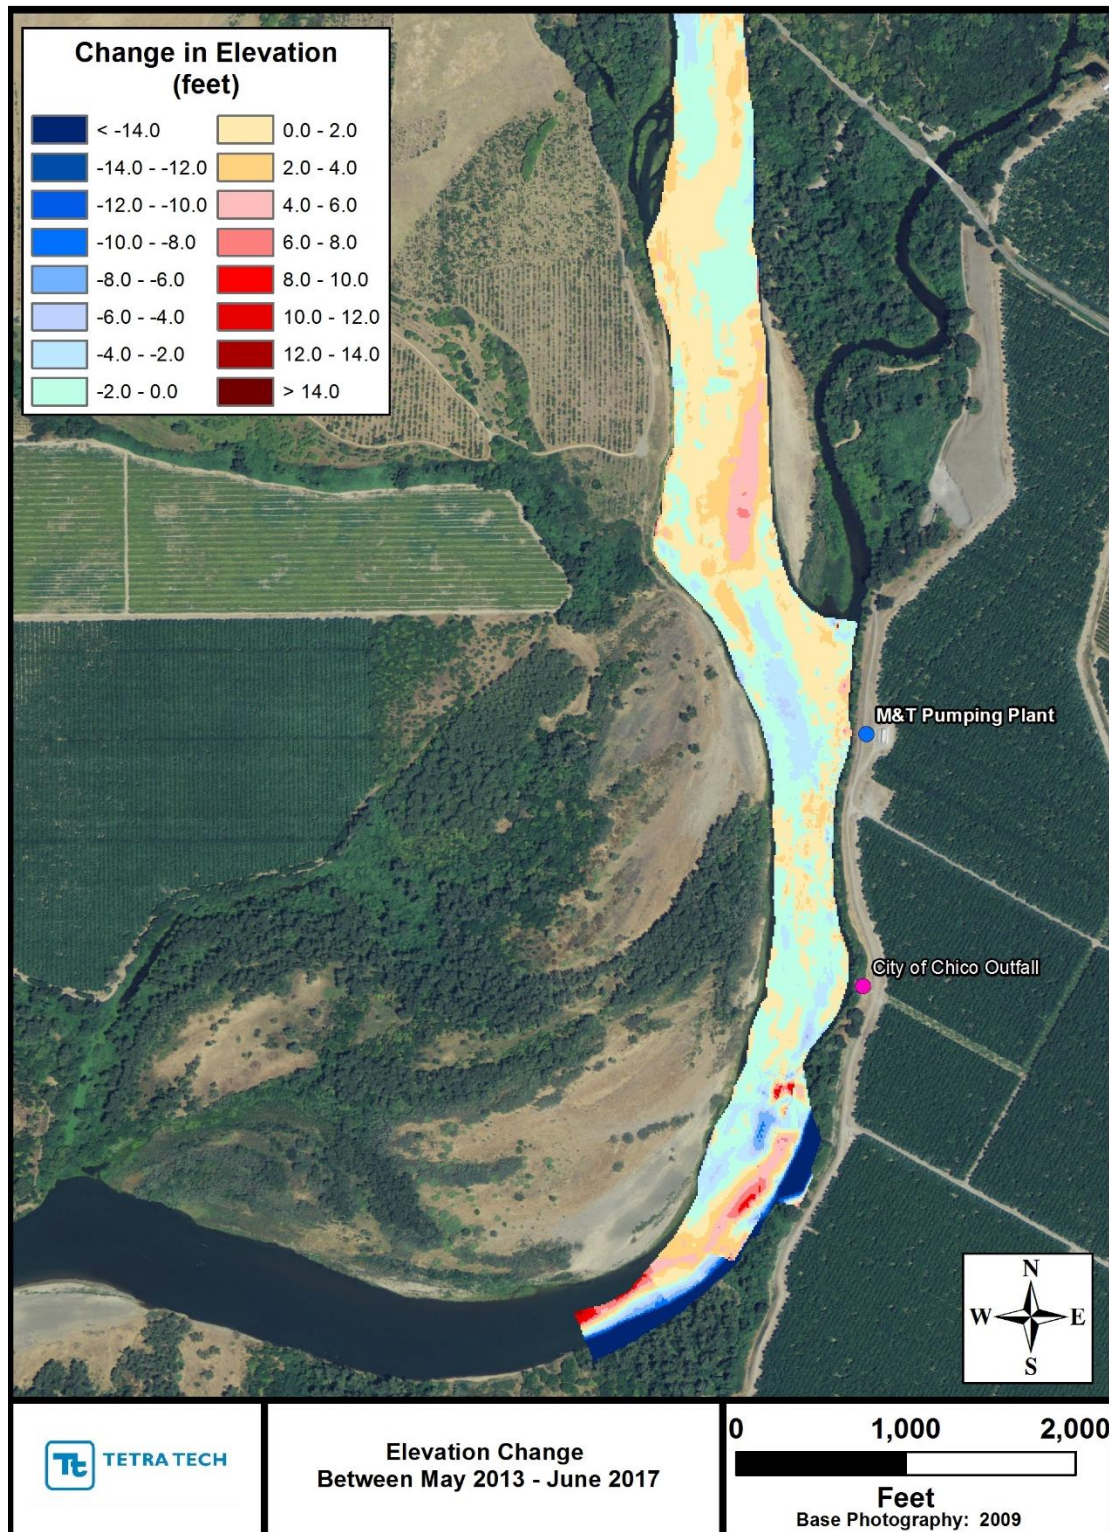 Change in Elevation
(feet)
< -14.0
-14.0 - -12.0
-12.0 - -10.0
-10.0 - -8.0
-8.0 - -6.0
-6.0 - -4.0
-4.0 - -2.0
-2.0 - 0.0
0.0 - 2.0
2.0 - 4.0
4.0 - 6.0
6.0 - 8.0
8.0 - 10.0
10.0 - 12.0
12.0 - 14.0
> 14.0
M&T Pumping Plant
City of Chico Outfall
N
W E
S
Tt TETRA TECH
Elevation Change
Between May 2013 - June 2017
0 1,000 2,000
Feet
Base Photography: 2009